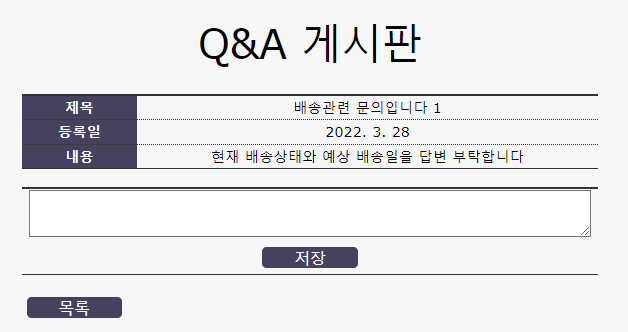 Q&A 게시판
제목 배송관련 문의입니다 1
등록일 2022. 3. 28
내용 현재 배송상태와 예상 배송일을 답변 부탁합니다
저장
목록